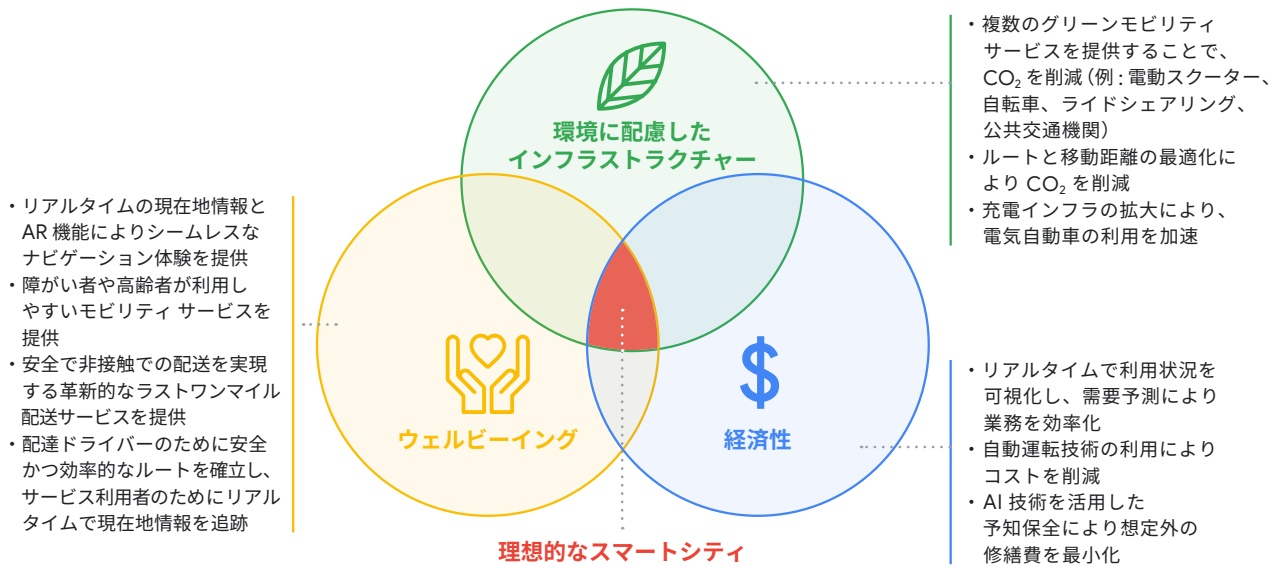 環境に配慮した
インフラストラクチャー
・複数のグリーンモビリティ
サービスを提供することで、
CO₂ を削減（例 : 電動スクーター、
自転車、ライドシェアリング、
公共交通機関）
・ルートと移動距離の最適化に
より CO₂ を削減
・充電インフラの拡大により、
電気自動車の利用を加速
・リアルタイムの現在地情報と
AR 機能によりシームレスな
ナビゲーション体験を提供
・障がい者や高齢者が利用し
やすいモビリティ サービスを
提供
・安全で非接触での配送を実現
する革新的なラストワンマイル
配送サービスを提供
・配達ドライバーのために安全
かつ効率的なルートを確立し、
サービス利用者のためにリアル
タイムで現在地情報を追跡
ウェルビーイング
$
経済性
・リアルタイムで利用状況を
可視化し、需要予測により
業務を効率化
・自動運転技術の利用により
コストを削減
・AI 技術を活用した
予知保全により想定外の
修繕費を最小化
理想的なスマートシティ